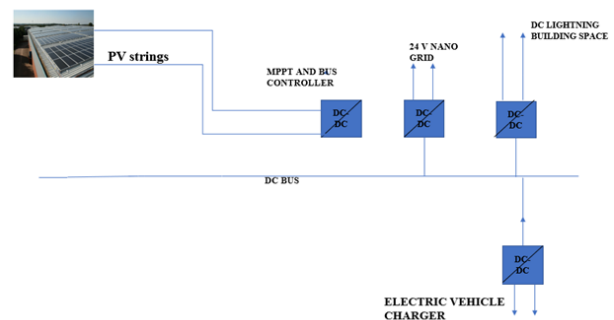 PV strings
MPPT AND BUS
CONTROLLER
24 V NANO
GRID
DC LIGHTNING
BUILDING SPACE
DC-
DC
DC-
DC
DC-
DC
DC BUS
DC-
DC
ELECTRIC VEHICLE
CHARGER